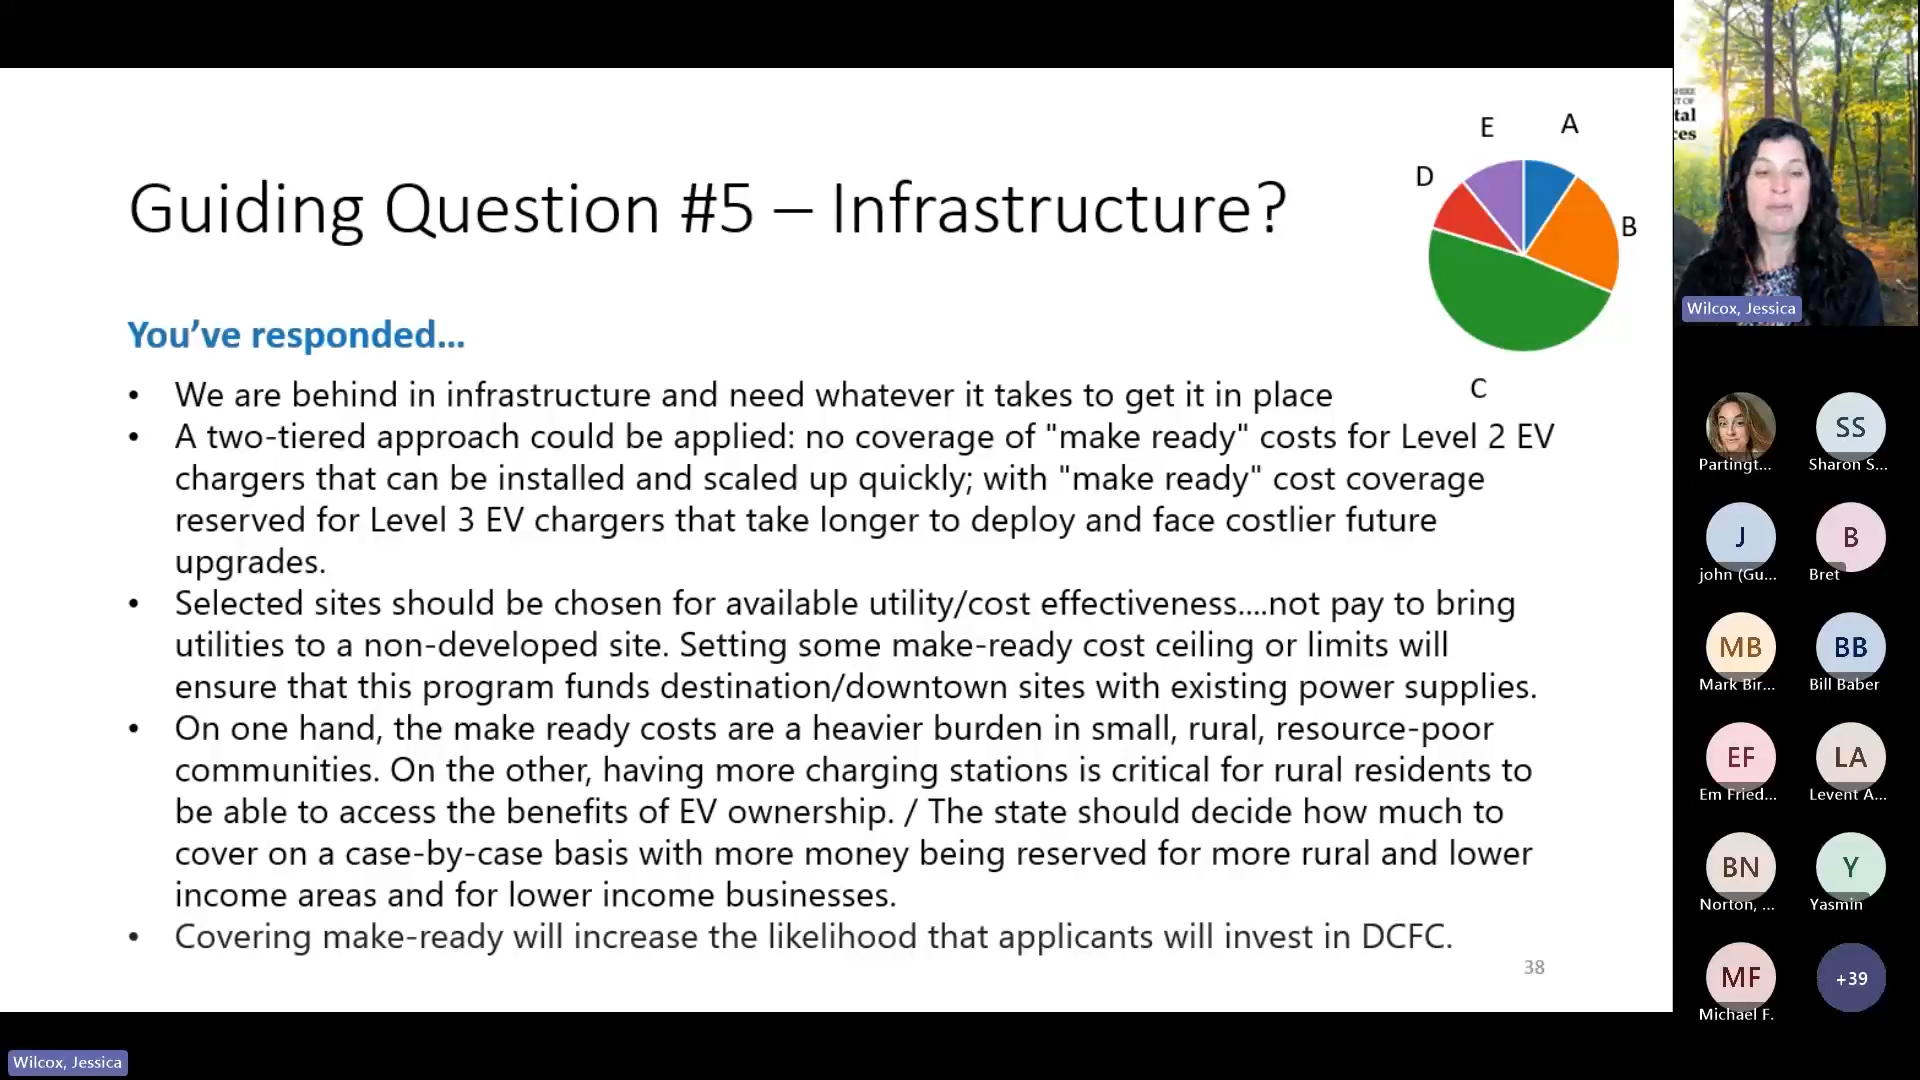 Guiding Question #5 – Infrastructure?
E
A
D
B
C
You've responded...
• We are behind in infrastructure and need whatever it takes to get it in place
• A two-tiered approach could be applied: no coverage of "make ready" costs for Level 2 EV
chargers that can be installed and scaled up quickly; with "make ready" cost coverage
reserved for Level 3 EV chargers that take longer to deploy and face costlier future
upgrades.
• Selected sites should be chosen for available utility/cost effectiveness....not pay to bring
utilities to a non-developed site. Setting some make-ready cost ceiling or limits will
ensure that this program funds destination/downtown sites with existing power supplies.
• On one hand, the make ready costs are a heavier burden in small, rural, resource-poor
communities. On the other, having more charging stations is critical for rural residents to
be able to access the benefits of EV ownership. / The state should decide how much to
cover on a case-by-case basis with more money being reserved for more rural and lower
income areas and for lower income businesses.
• Covering make-ready will increase the likelihood that applicants will invest in DCFC.
38
tal
ces
Wilcox, Jessica
Partingt...
SS
Sharon S...
J
john (Gu...
B
Bret
MB
Mark Bir...
BB
Bill Baber
EF
Em Fried...
LA
Levent A...
BN
Norton, ...
Y
Yasmin
MF
Michael F.
+39
Wilcox, Jessica